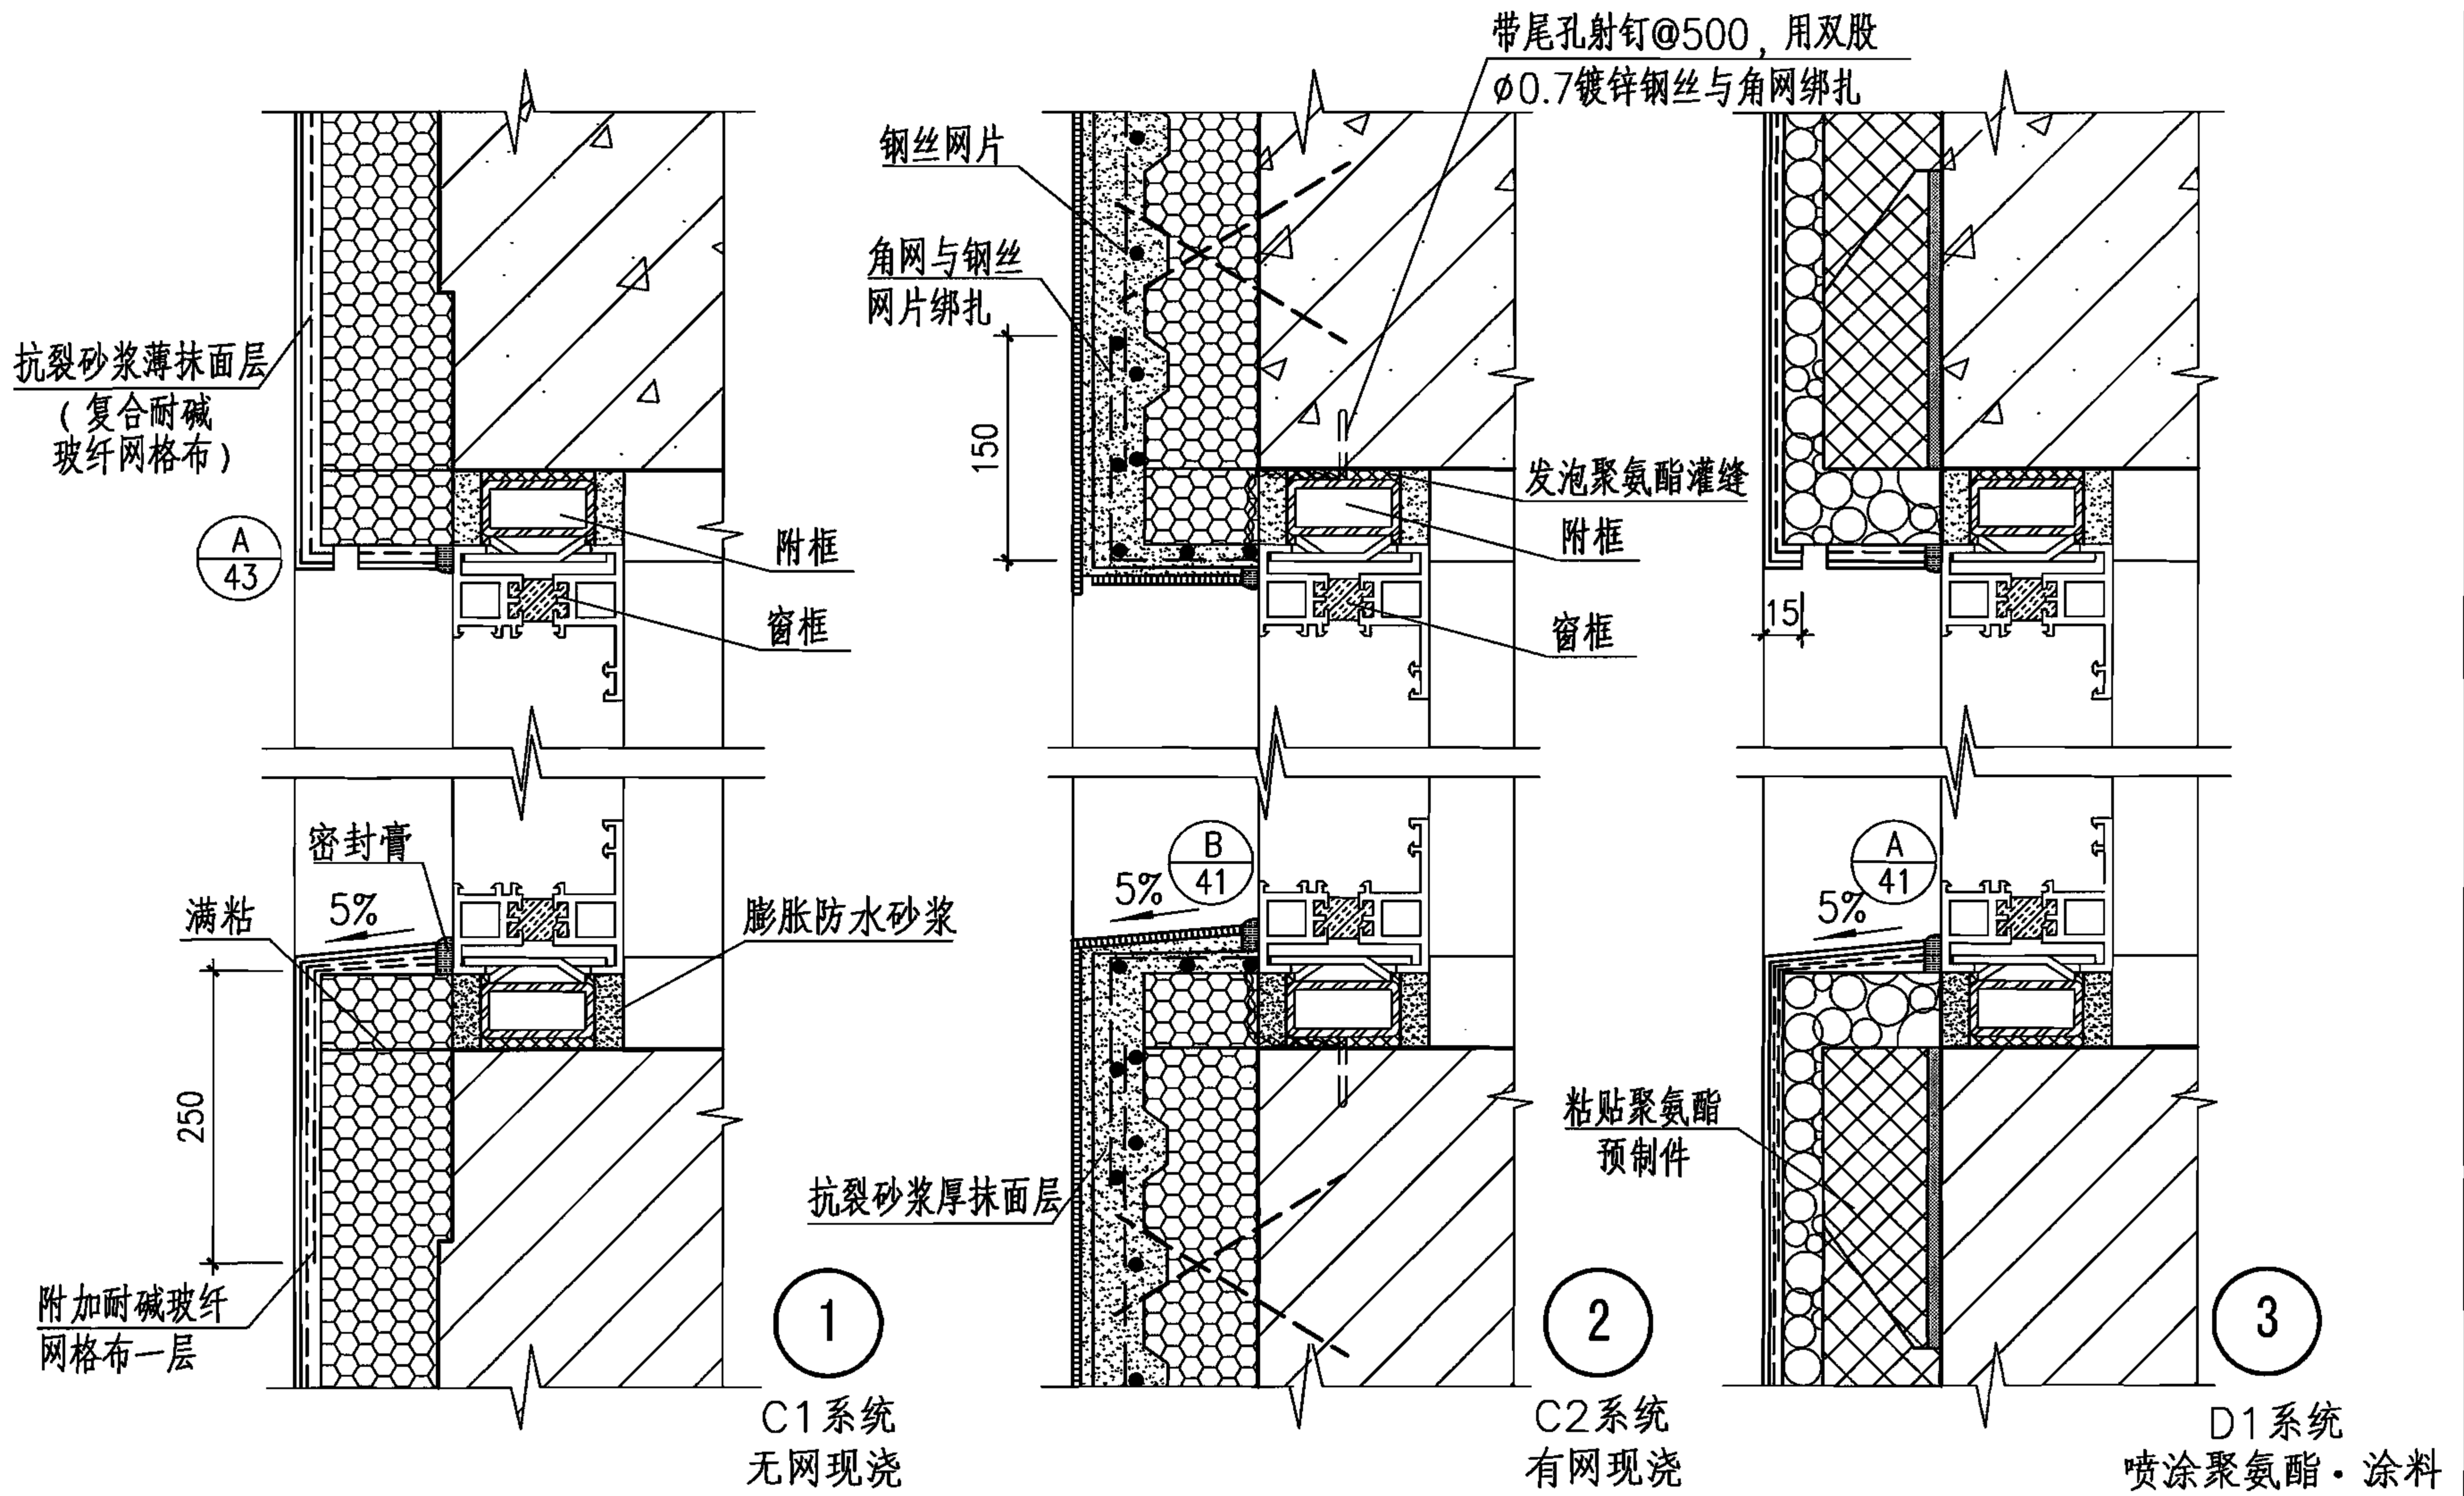 带尾孔射钉@500,用双股
ø0.7镀锌钢丝与角网绑扎
钢丝网片
角网与钢丝
网片绑扎
150
抗裂砂浆薄抹面层
(复合耐碱
玻纤网格布)
A
43
附框
窗框
发泡聚氨酯灌缝
附框
窗框
15
密封膏
满粘
5%
膨胀防水砂浆
250
附加耐碱玻纤
网格布一层
B
41
5%
抗裂砂浆厚抹面层
A
41
5%
粘贴聚氨酯
预制件
1
C1系统
无网现浇
2
C2系统
有网现浇
3
D1系统
喷涂聚氨酯·涂料